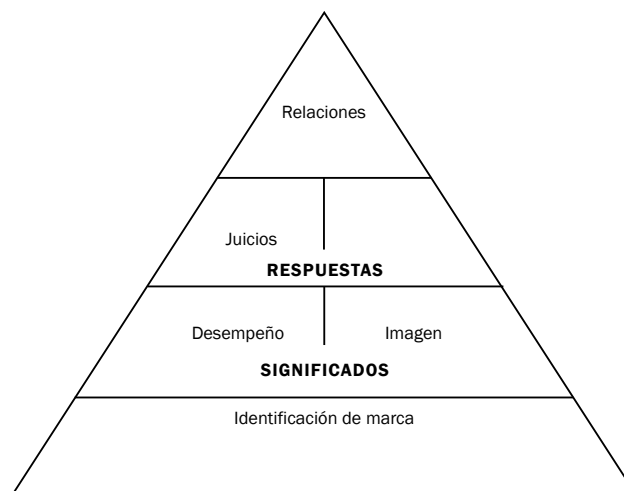 Relaciones
Juicios
RESPUESTAS
Desempeño
Imagen
SIGNIFICADOS
Identificación de marca